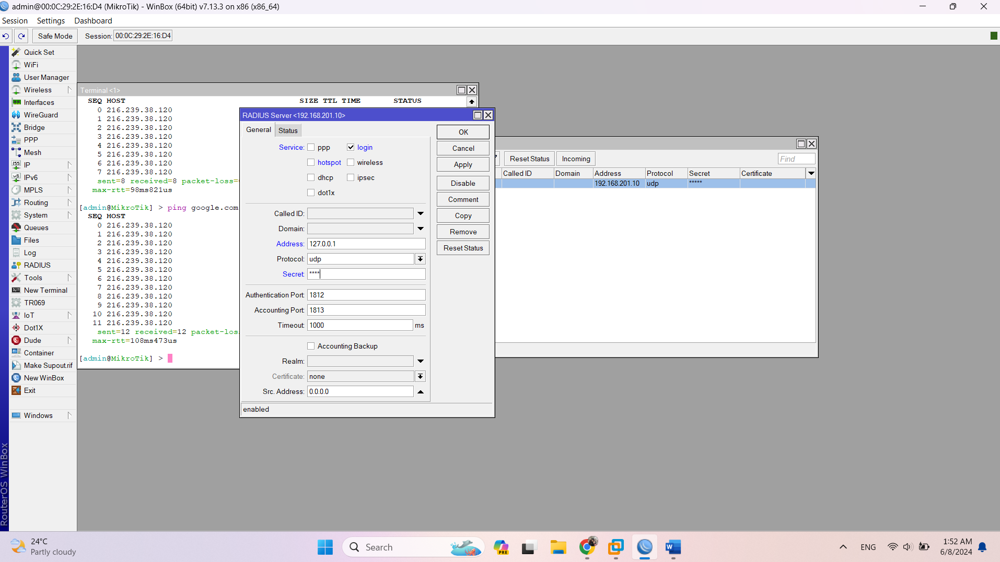 admin@00:0C:29:2E:16:D4 (MikroTik) - WinBox (64bit) v7.13.3 on x86 (x86_64)
Session Settings Dashboard
Safe Mode Session: 00:0C:29:2E:16:D4
Quick Set
WiFi
User Manager
Wireless
Interfaces
WireGuard
Bridge
PPP
Mesh
IP
IPv6
MPLS
Routing
System
Queues
Files
Log
RADIUS
Tools
New Terminal
TR069
IoT
Dot1X
Dude
Container
Make Supout.rif
New WinBox
Exit
Windows
RouterOS WinBox
Terminal <1>
SEQ HOST SIZE TTL TIME STATUS
0 216.239.38.120
1 216.239.38.120
2 216.239.38.120
3 216.239.38.120
4 216.239.38.120
5 216.239.38.120
6 216.239.38.120
7 216.239.38.120
sent=8 received=8 packet-loss=
max-rtt=98ms821us
[admin@MikroTik] > ping google.com
SEQ HOST
0 216.239.38.120
1 216.239.38.120
2 216.239.38.120
3 216.239.38.120
4 216.239.38.120
5 216.239.38.120
6 216.239.38.120
7 216.239.38.120
8 216.239.38.120
9 216.239.38.120
10 216.239.38.120
11 216.239.38.120
sent=12 received=12 packet-los
max-rtt=108ms473us
[admin@MikroTik] >
RADIUS Server <192.168.201.10>
General Status
Service: ppp login
hotspot wireless
dhcp ipsec
dot1x
Called ID:
Domain:
Address: 127.0.0.1
Protocol: udp
Secret: ****
Authentication Port: 1812
Accounting Port: 1813
Timeout: 1000 ms
Accounting Backup
Realm:
Certificate: none
Src. Address: 0.0.0.0
enabled
OK
Cancel
Apply
Disable
Comment
Copy
Remove
Reset Status
Reset Status Incoming Find
Called ID Domain Address Protocol Secret Certificate
192.168.201.10 udp *****
24°C
Partly cloudy
Search
PRE
ENG
1:52 AM
6/8/2024